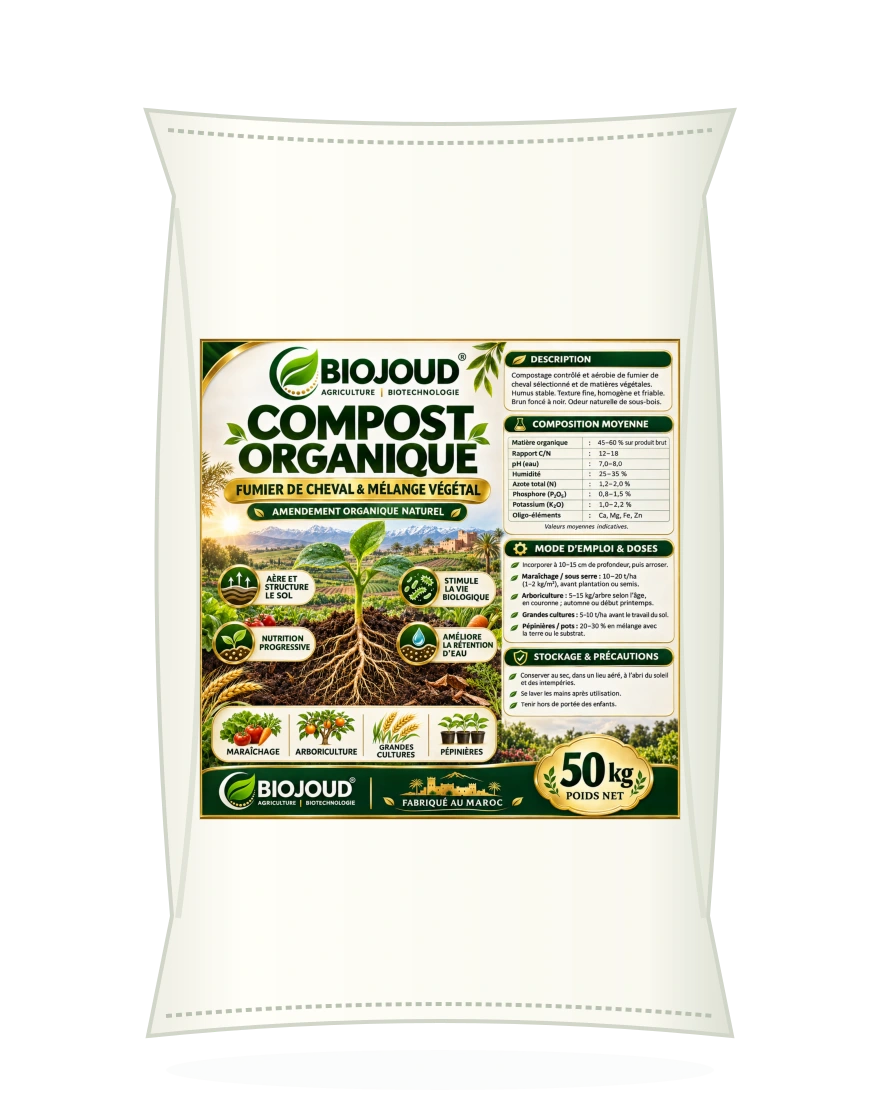 BIOJOUD®
AGRICULTURE | BIOTECHNOLOGIE
COMPOST
ORGANIQUE
FUMIER DE CHEVAL & MÉLANGE VÉGÉTAL
AMENDEMENT ORGANIQUE NATUREL
AÈRE ET
STRUCTURE
LE SOL
STIMULE
LA VIE
BIOLOGIQUE
NUTRITION
PROGRESSIVE
AMÉLIORE
LA RÉTENTION
D'EAU
MARAÎCHAGE
ARBORICULTURE
GRANDES
CULTURES
PÉPINIÈRES
DESCRIPTION
Compostage contrôlé et aérobie de fumier de
cheval sélectionné et de matières végétales.
Humus stable. Texture fine, homogène et friable.
Brun foncé à noir. Odeur naturelle de sous-bois.
COMPOSITION MOYENNE
Matière organique : 45–60 % sur produit brut
Rapport C/N : 12–18
pH (eau) : 7,0–8,0
Humidité : 25–35 %
Azote total (N) : 1,2–2,0 %
Phosphore (P₂O₅) : 0,8–1,5 %
Potassium (K₂O) : 1,0–2,2 %
Oligo-éléments : Ca, Mg, Fe, Zn
Valeurs moyennes indicatives.
MODE D'EMPLOI & DOSES
Incorporer à 10–15 cm de profondeur, puis arroser.
Maraîchage / sous serre : 10–20 t/ha
(1–2 kg/m²), avant plantation ou semis.
Arboriculture : 5–15 kg/arbre selon l'âge,
en couronne ; automne ou début printemps.
Grandes cultures : 5–10 t/ha avant le travail du sol.
Pépinières / pots : 20–30 % en mélange avec
la terre ou le substrat.
STOCKAGE & PRÉCAUTIONS
Conserver au sec, dans un lieu aéré, à l'abri du soleil
et des intempéries.
Se laver les mains après utilisation.
Tenir hors de portée des enfants.
BIOJOUD®
AGRICULTURE | BIOTECHNOLOGIE
FABRIQUÉ AU MAROC
50 kg
POIDS NET